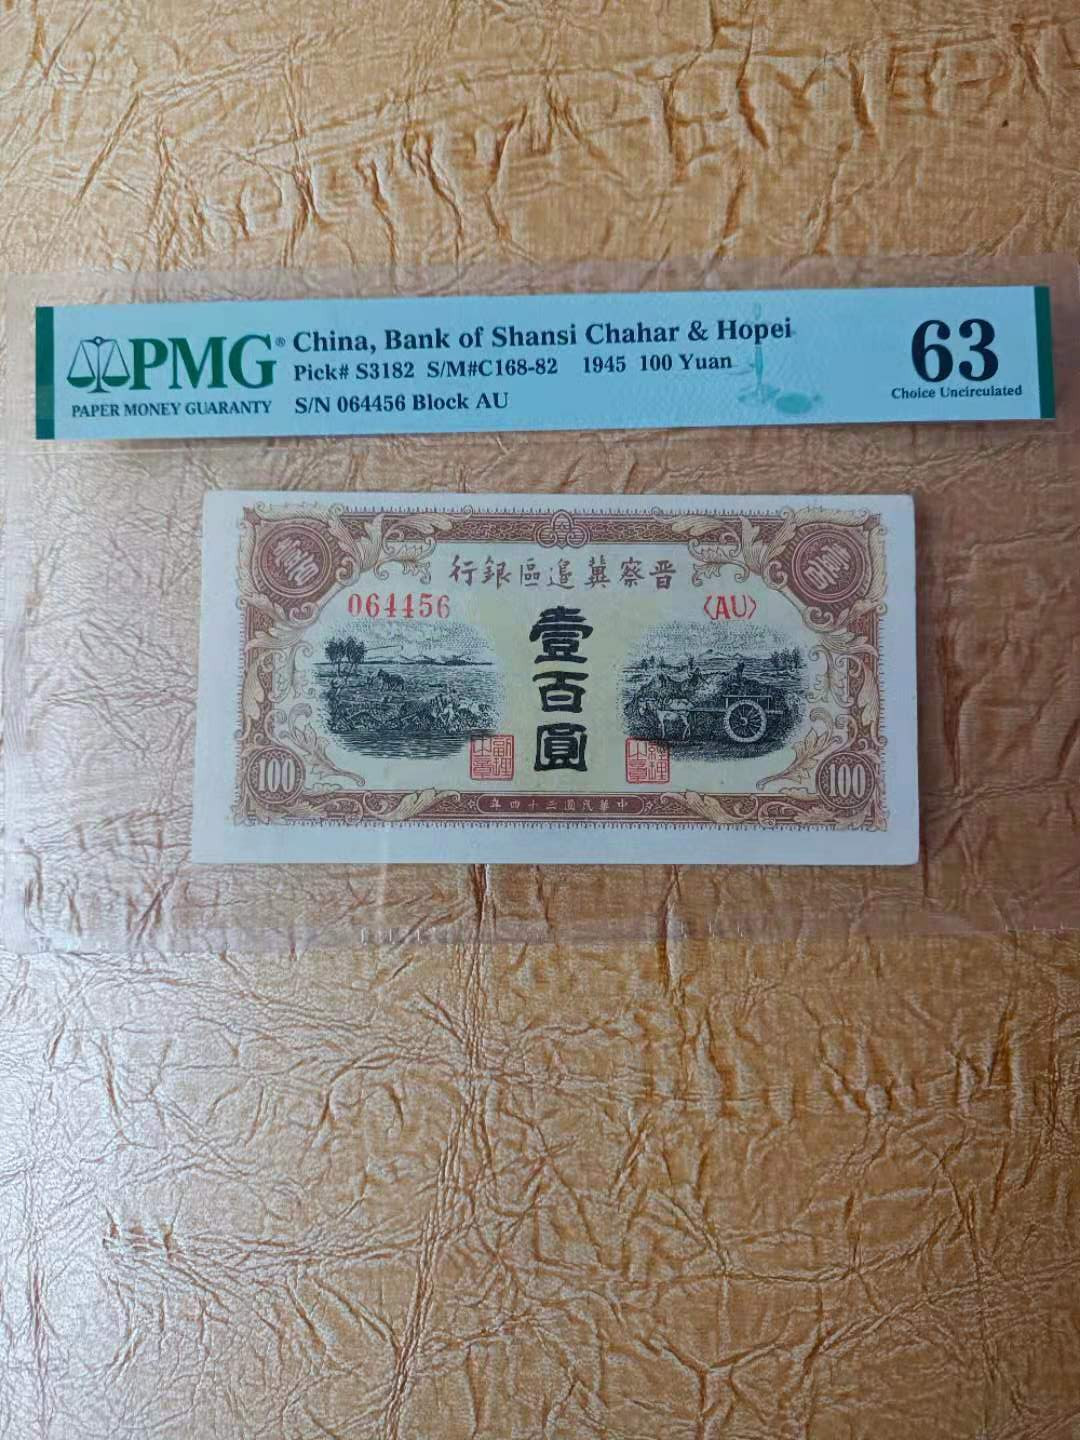 PMG®
PAPER MONEY GUARANTY
China, Bank of Shansi Chahar & Hopei
Pick# S3182 S/M#C168-82 1945 100 Yuan
S/N 064456 Block AU
63
Choice Uncirculated
行銀區邊冀察晋
064456
〈AU〉
壹
百
圓
100
100
年四十三國民華中